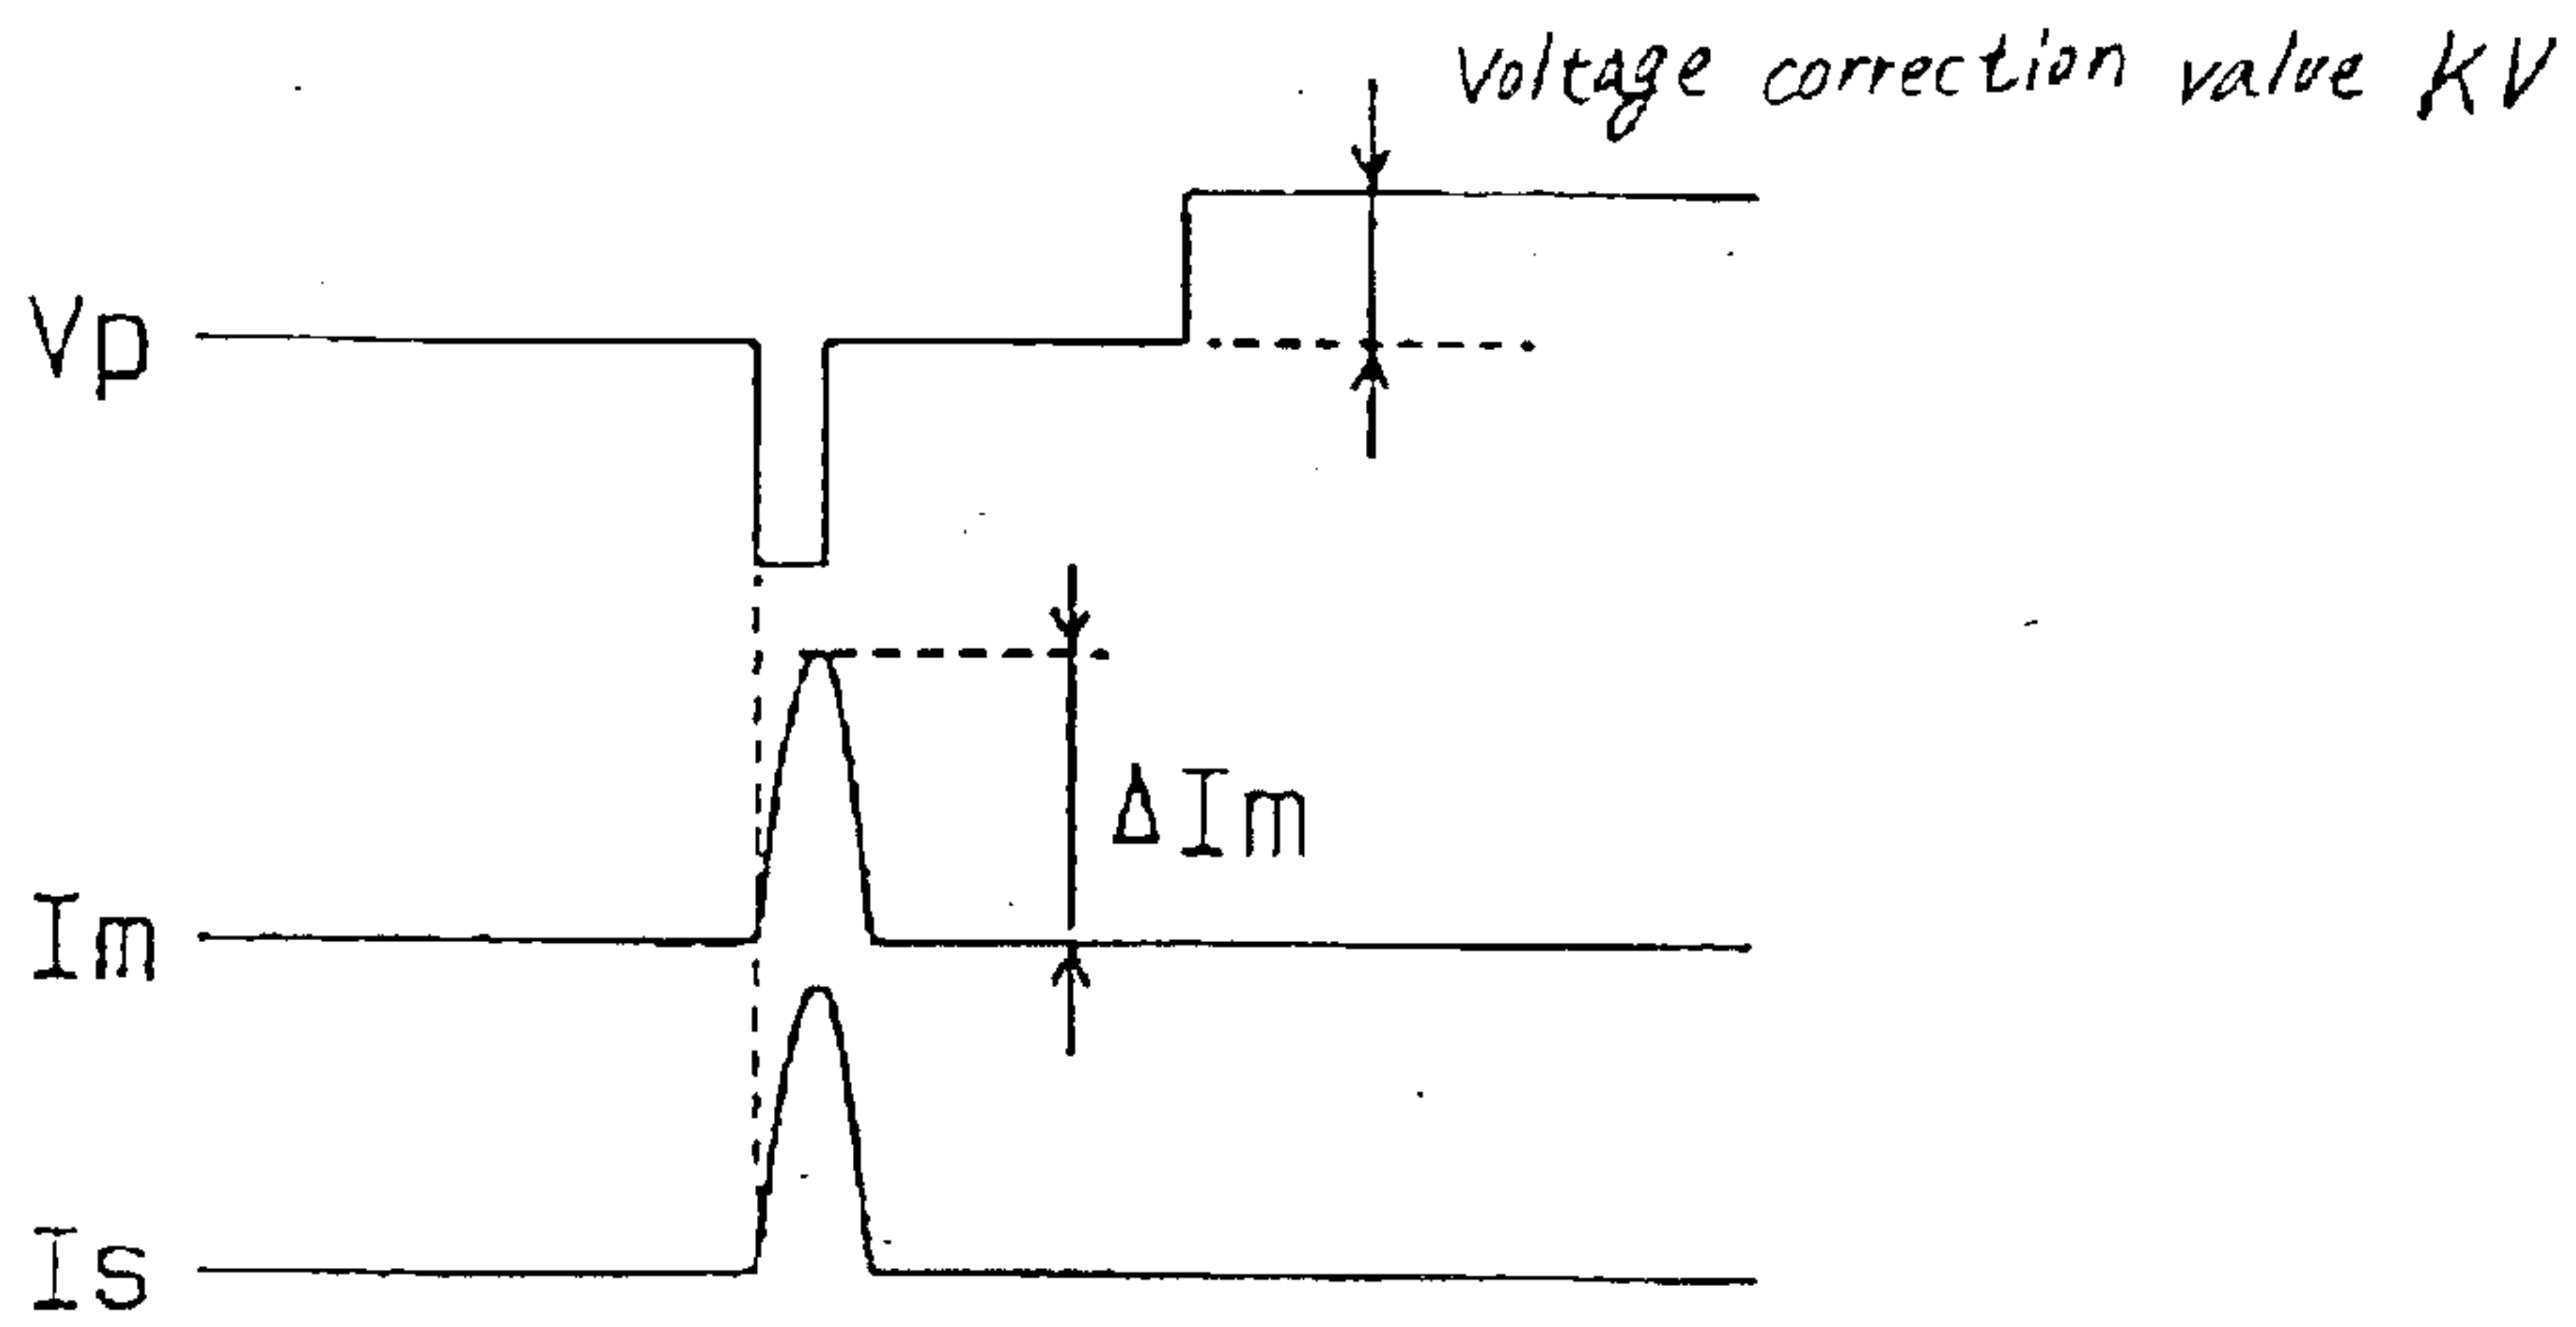 Voltage correction value KV
Vp
ΔIm
Im
Is